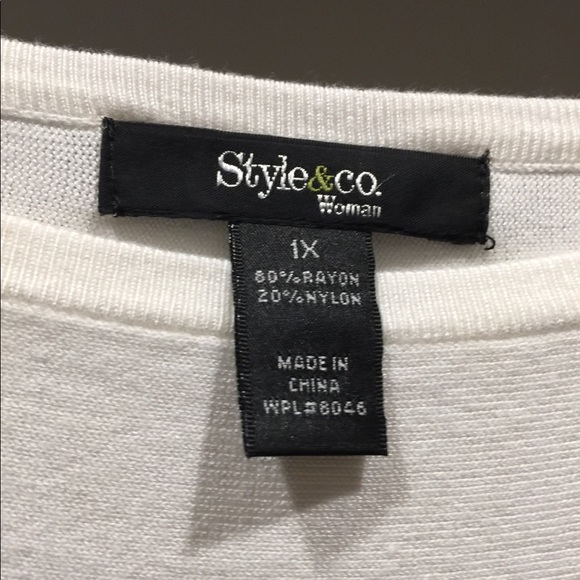 Style&co.
Woman
1X
80%RAYON
20%NYLON
MADE IN
CHINA
WPL#8046